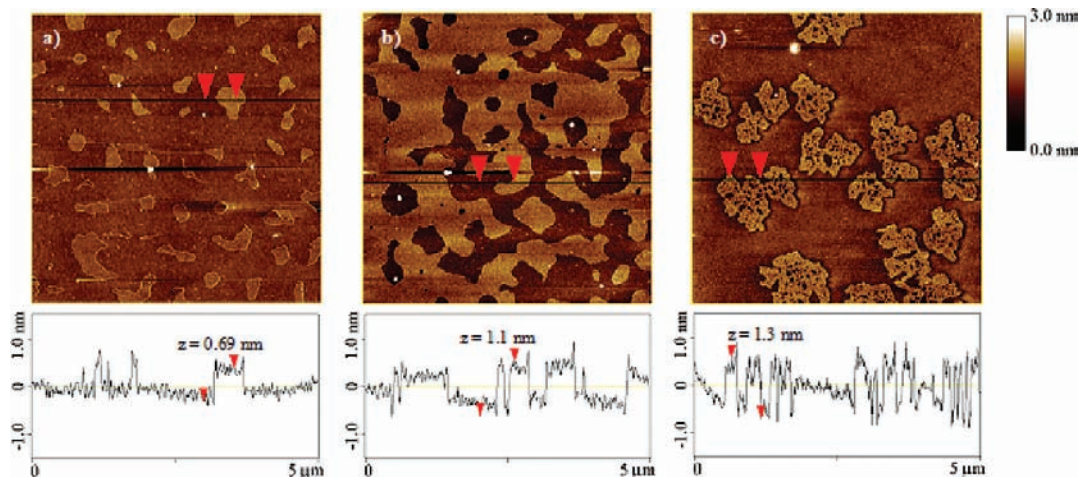 a)
b)
c)
3.0 nm
0.0 nm
1.0 nm
0
-1.0
z = 0.69 nm
0
5 µm
1.0 nm
0
-1.0
z = 1.1 nm
0
5 µm
1.0 nm
0
-1.0
z = 1.3 nm
0
5 µm